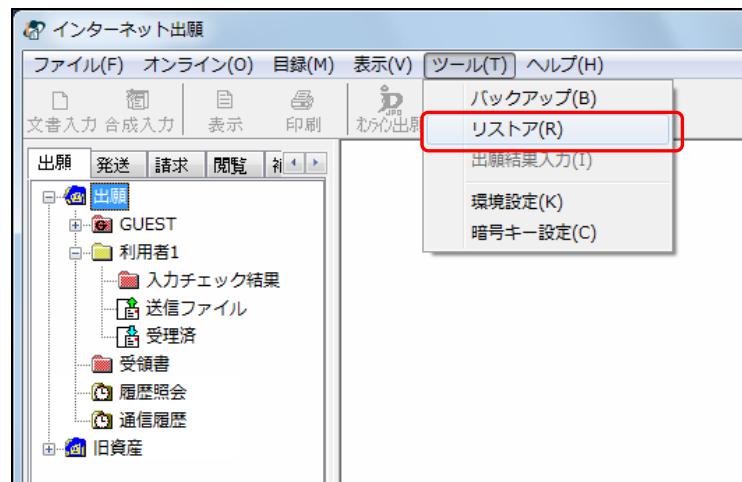 インターネット出願
ファイル(F) オンライン(O) 目録(M) 表示(V) ツール(T) ヘルプ(H)
文書入力 合成入力 表示 印刷
バックアップ(B)
リストア(R)
出願結果入力(I)
環境設定(K)
暗号キー設定(C)
出願 発送 請求 閲覧
出願
GUEST
利用者1
入力チェック結果
送信ファイル
受理済
受領書
履歴照会
通信履歴
旧資産